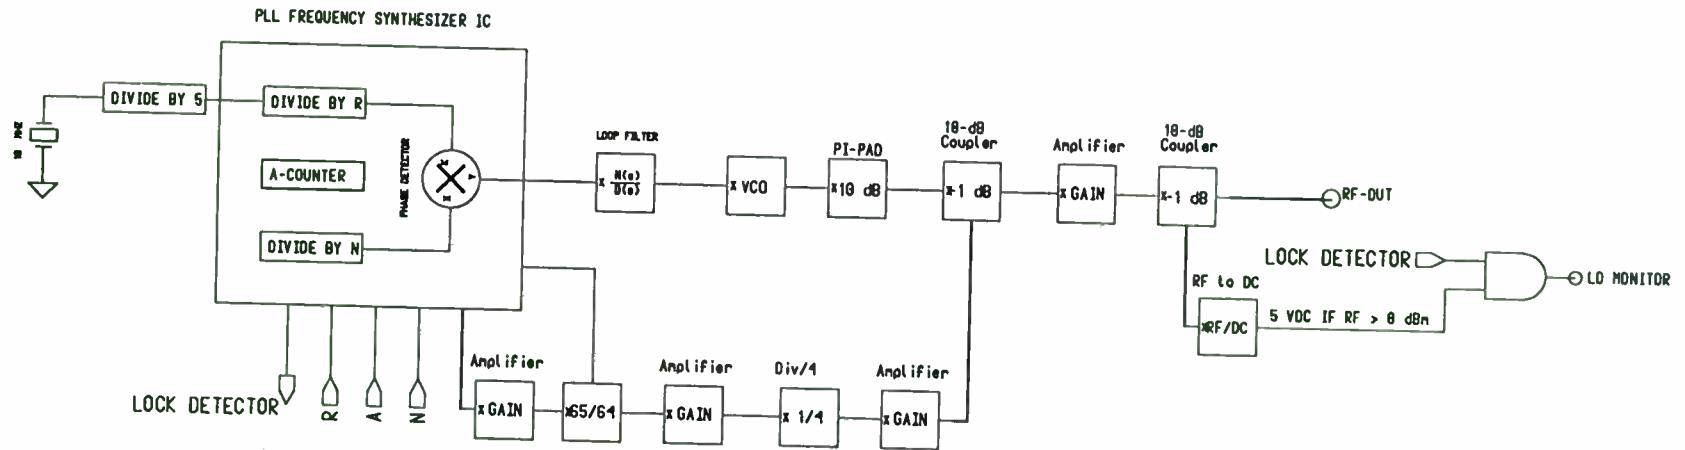 PLL FREQUENCY SYNTHESIZER IC
DIVIDE BY 5
DIVIDE BY R
10 MHZ
A-COUNTER
PHASE DETECTOR
DIVIDE BY N
LOOP FILTER
N(s)
D(s)
VCO
PI-PAD
10 dB
10-dB
Coupler
-1 dB
Amplifier
GAIN
10-dB
Coupler
-1 dB
RF-OUT
LOCK DETECTOR
LO MONITOR
RF to DC
RF/DC
5 VDC IF RF > 0 dBm
LOCK DETECTOR
R
A
N
Amplifier
GAIN
65/64
Amplifier
GAIN
Div/4
1/4
Amplifier
GAIN